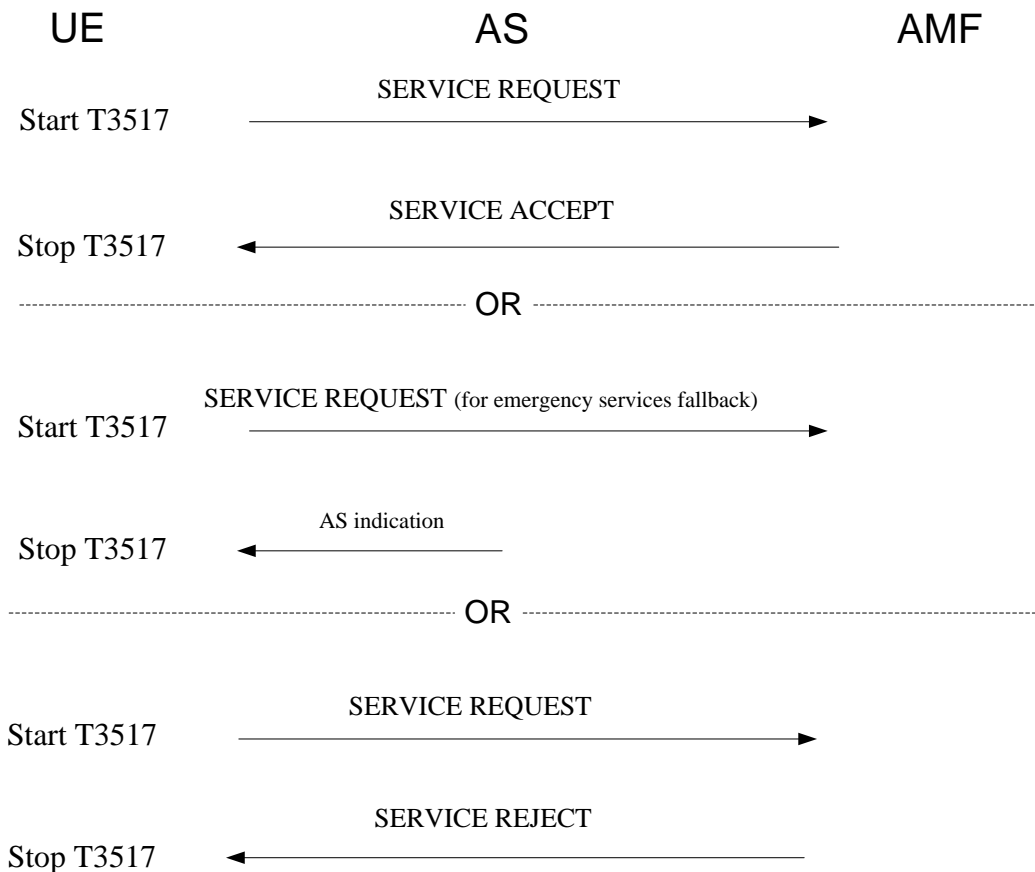 UE AS AMF
SERVICE REQUEST
Start T3517
SERVICE ACCEPT
Stop T3517
OR
SERVICE REQUEST (for emergency services fallback)
Start T3517
AS indication
Stop T3517
OR
SERVICE REQUEST
Start T3517
SERVICE REJECT
Stop T3517